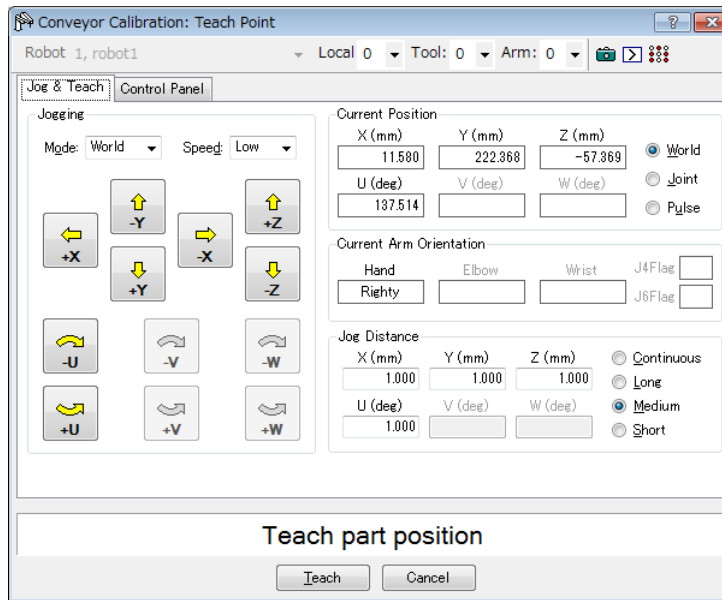 Conveyor Calibration: Teach Point
Robot 1, robot1 Local 0 Tool: 0 Arm: 0
Jog & Teach Control Panel
Jogging
Mode: World Speed: Low
+X
-Y
+Y
-X
+Z
-Z
-U -V -W
+U +V +W
Current Position
X (mm) Y (mm) Z (mm)
11.580 222.368 -57.369
U (deg) V (deg) W (deg)
137.514
World
Joint
Pulse
Current Arm Orientation
Hand Elbow Wrist J4Flag
Righty J6Flag
Jog Distance
X (mm) Y (mm) Z (mm)
1.000 1.000 1.000
U (deg) V (deg) W (deg)
1.000
Continuous
Long
Medium
Short
Teach part position
Teach Cancel